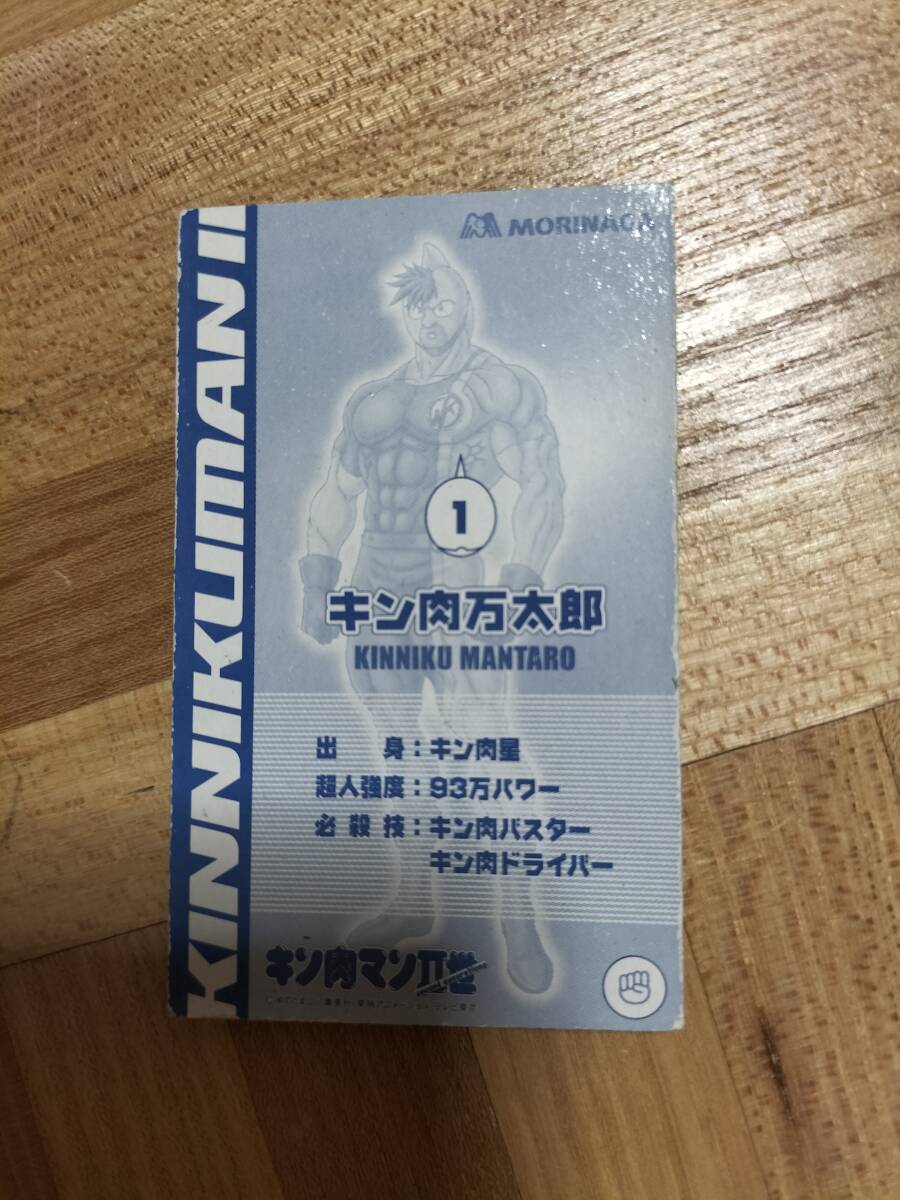 KINNIKUMAN II
MORINAGA
NK
1
キン肉万太郎
KINNIKU MANTARO
出 身：キン肉星
超人強度：93万パワー
必殺技：キン肉バスター
キン肉ドライバー
キン肉マンⅡ世